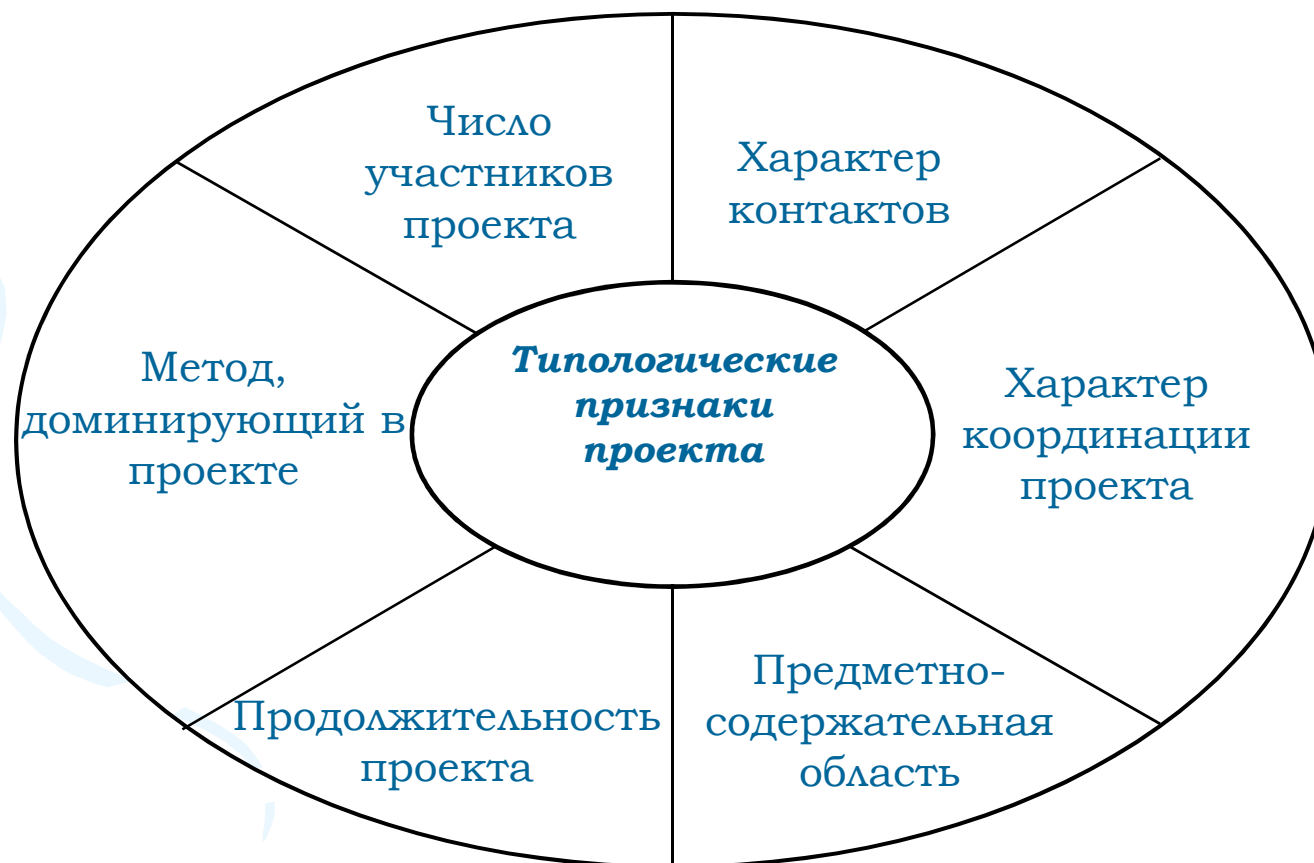 Число
участников
проекта
Характер
контактов
Метод,
доминирующий в
проекте
Типологические
признаки
проекта
Характер
координации
проекта
Продолжительность
проекта
Предметно-
содержательная
область